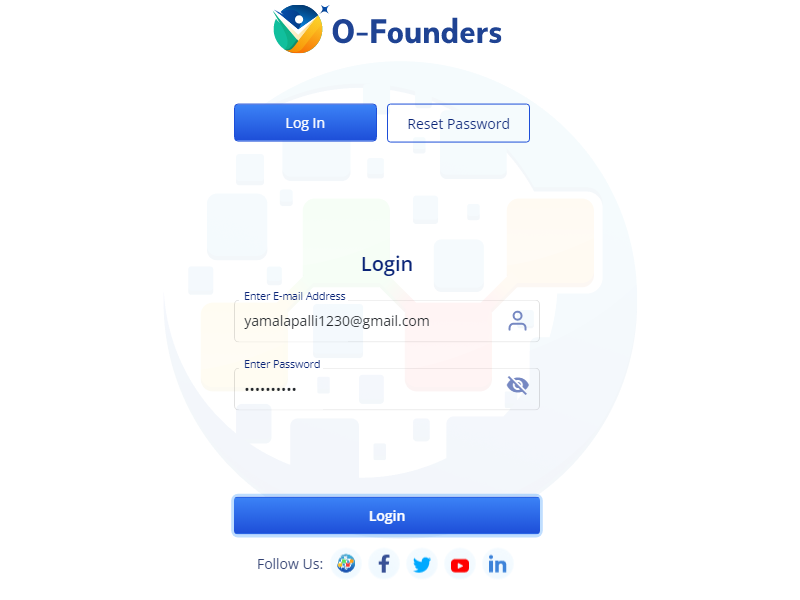 O-Founders
Log In
Reset Password
Login
Enter E-mail Address
yamalapalli1230@gmail.com
Enter Password
••••••••••
Login
Follow Us: